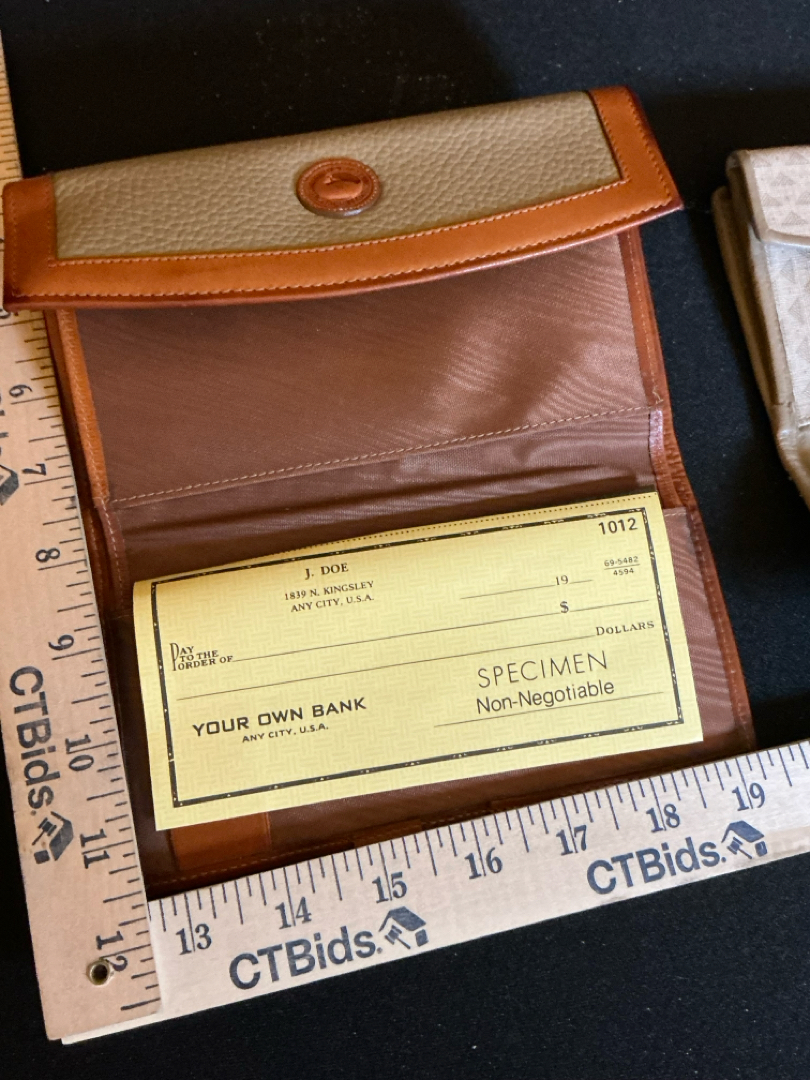 1012
J. DOE
1839 N. KINGSLEY
ANY CITY, U.S.A.
19
69-5482
4594
$
PAY
TO THE
ORDER OF
DOLLARS
SPECIMEN
Non-Negotiable
YOUR OWN BANK
ANY CITY, U.S.A.
6
7
8
9
10
11
12
CTBids.
13
14
15
16
17
18
19
CTBids.
CTBids.